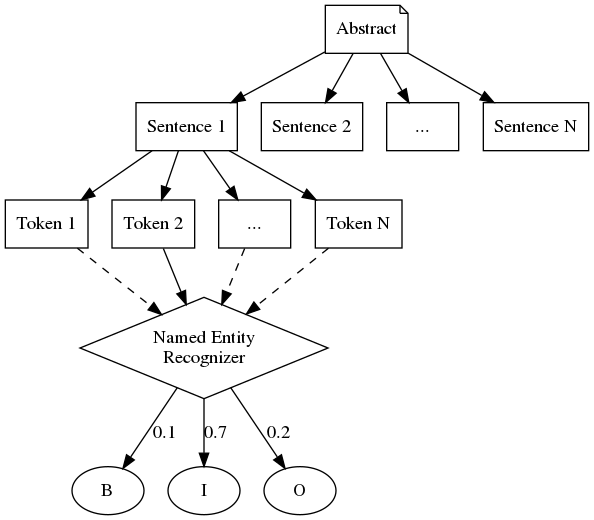 Abstract
Sentence 1
Sentence 2
...
Sentence N
Token 1
Token 2
...
Token N
Named Entity
Recognizer
0.1
0.7
0.2
B
I
O